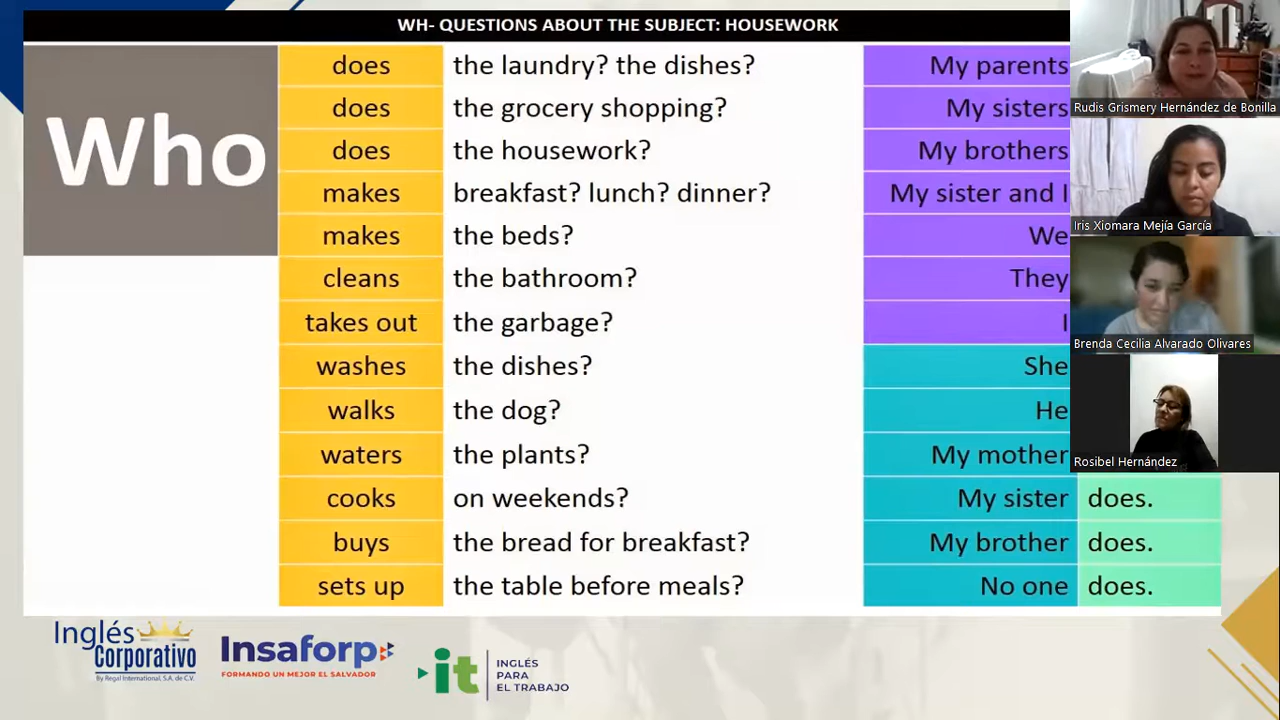 WH- QUESTIONS ABOUT THE SUBJECT: HOUSEWORK
Who
does the laundry? the dishes? My parents
does the grocery shopping? My sisters
does the housework? My brothers
makes breakfast? lunch? dinner? My sister and I
makes the beds? We
cleans the bathroom? They
takes out the garbage? I
washes the dishes? She
walks the dog? He
waters the plants? My mother
cooks on weekends? My sister does.
buys the bread for breakfast? My brother does.
sets up the table before meals? No one does.
Rudis Grismery Hernández de Bonilla
Iris Xiomara Mejía García
Brenda Cecilia Alvarado Olivares
Rosibel Hernández
Inglés
Corporativo
By Regal International, S.A. de C.V.
Insaforp
FORMANDO UN MEJOR EL SALVADOR
it
INGLÉS
PARA
EL TRABAJO